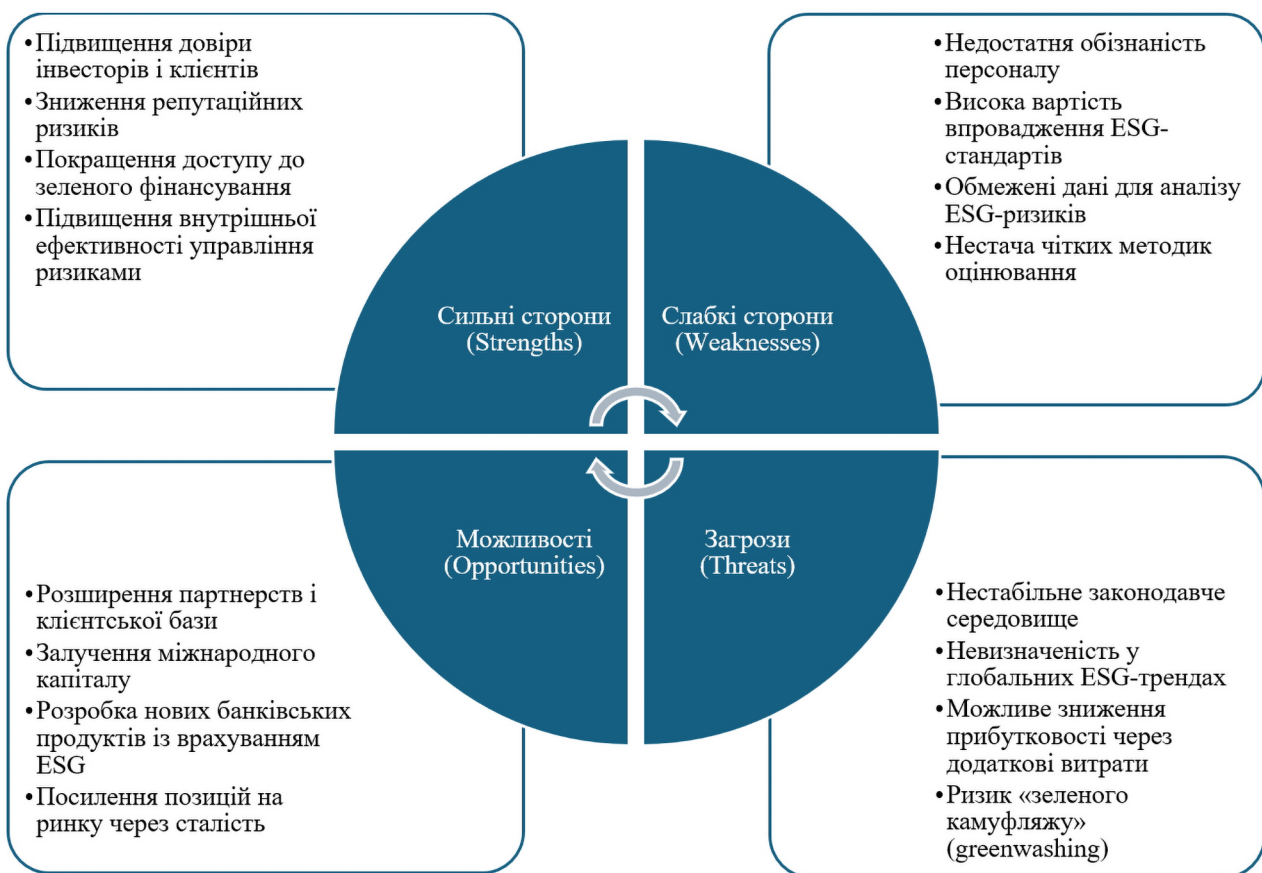 •Підвищення довіри
інвесторів і клієнтів
•Зниження репутаційних
ризиків
•Покращення доступу до
зеленого фінансування
•Підвищення внутрішньої
ефективності управління
ризиками
•Недостатня обізнаність
персоналу
•Висока вартість
впровадження ESG-
стандартів
•Обмежені дані для аналізу
ESG-ризиків
•Нестача чітких методик
оцінювання
Сильні сторони
(Strengths)
Слабкі сторони
(Weaknesses)
Можливості
(Opportunities)
Загрози
(Threats)
•Розширення партнерств і
клієнтської бази
•Залучення міжнародного
капіталу
•Розробка нових банківських
продуктів із врахуванням
ESG
•Посилення позицій на
ринку через сталість
•Нестабільне законодавче
середовище
•Невизначеність у
глобальних ESG-трендах
•Можливе зниження
прибутковості через
додаткові витрати
•Ризик «зеленого
камуфляжу»
(greenwashing)